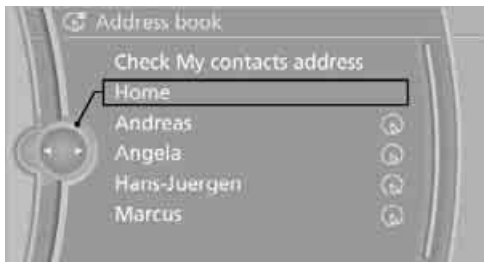 Address book
Check My contacts address
Home
Andreas
Angela
Hans-Juergen
Marcus